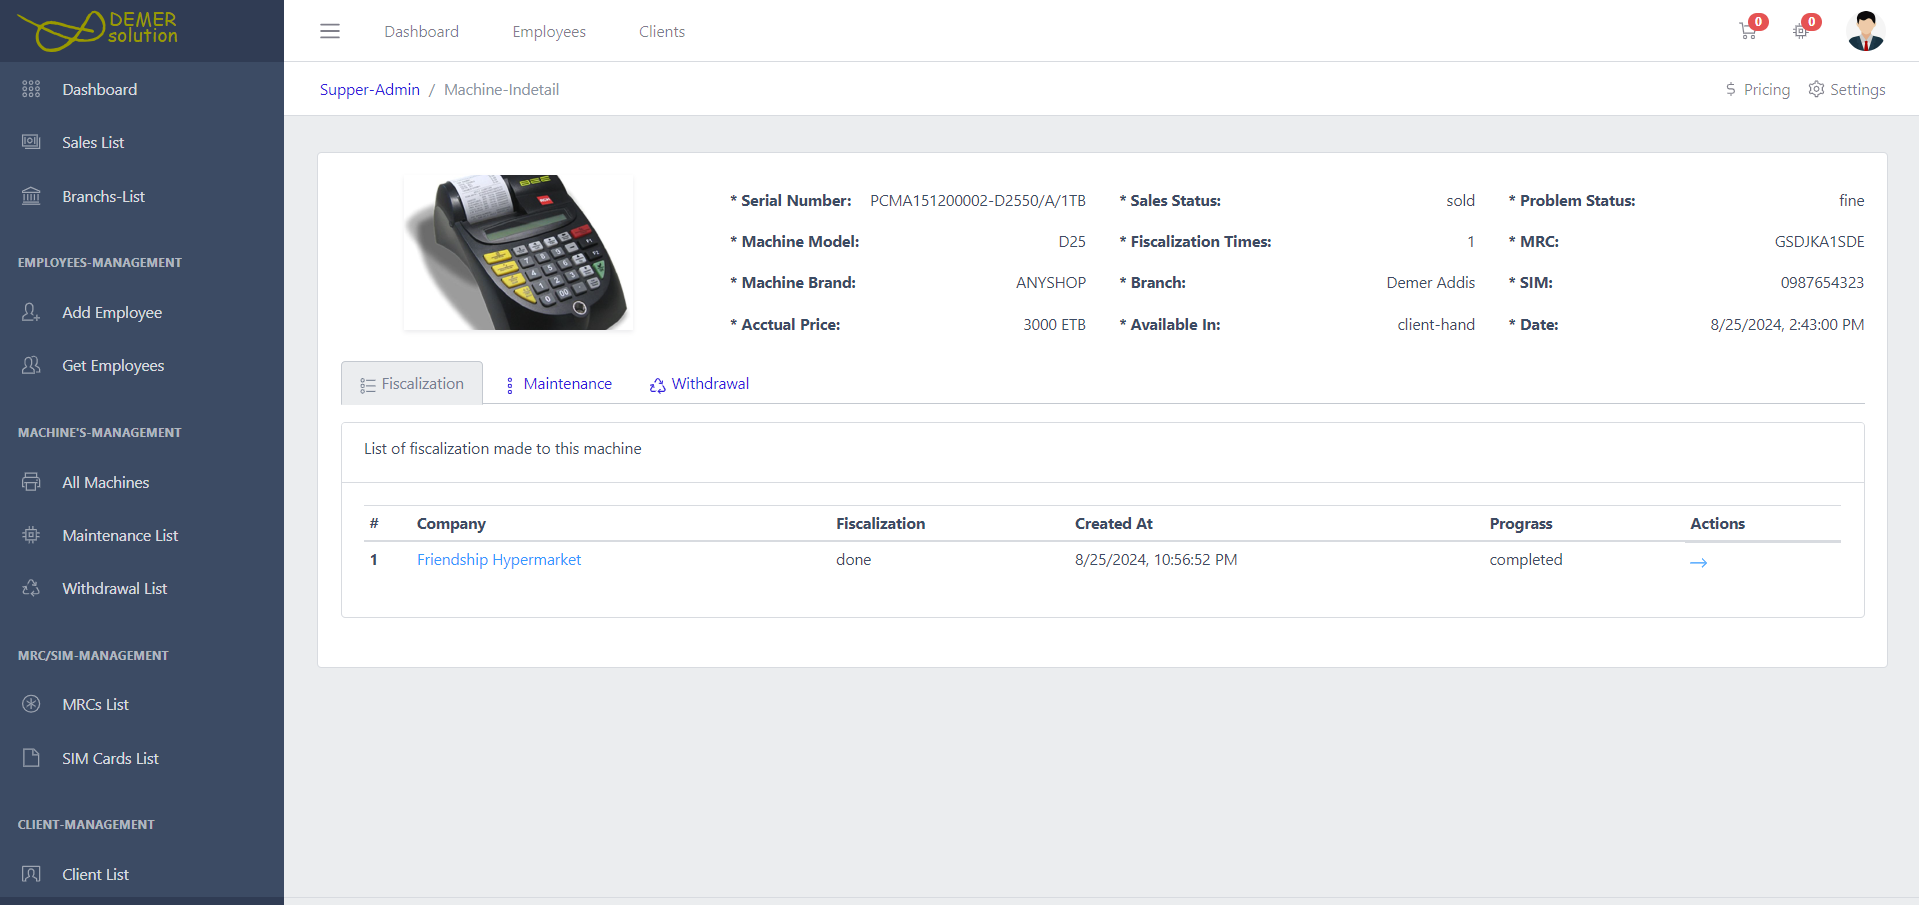 DEMER
solution
Dashboard
Employees
Clients
0
0
Supper-Admin / Machine-Indetail
Pricing
Settings
Dashboard
Sales List
Branchs-List
EMPLOYEES-MANAGEMENT
Add Employee
Get Employees
MACHINE'S-MANAGEMENT
All Machines
Maintenance List
Withdrawal List
MRC/SIM-MANAGEMENT
MRCs List
SIM Cards List
CLIENT-MANAGEMENT
Client List
* Serial Number: PCMA151200002-D2550/A/1TB
* Machine Model: D25
* Machine Brand: ANYSHOP
* Acctual Price: 3000 ETB
* Sales Status: sold
* Fiscalization Times: 1
* Branch: Demer Addis
* Available In: client-hand
* Problem Status: fine
* MRC: GSDJKA1SDE
* SIM: 0987654323
* Date: 8/25/2024, 2:43:00 PM
Fiscalization
Maintenance
Withdrawal
List of fiscalization made to this machine
# Company Fiscalization Created At Prograss Actions
1 Friendship Hypermarket done 8/25/2024, 10:56:52 PM completed